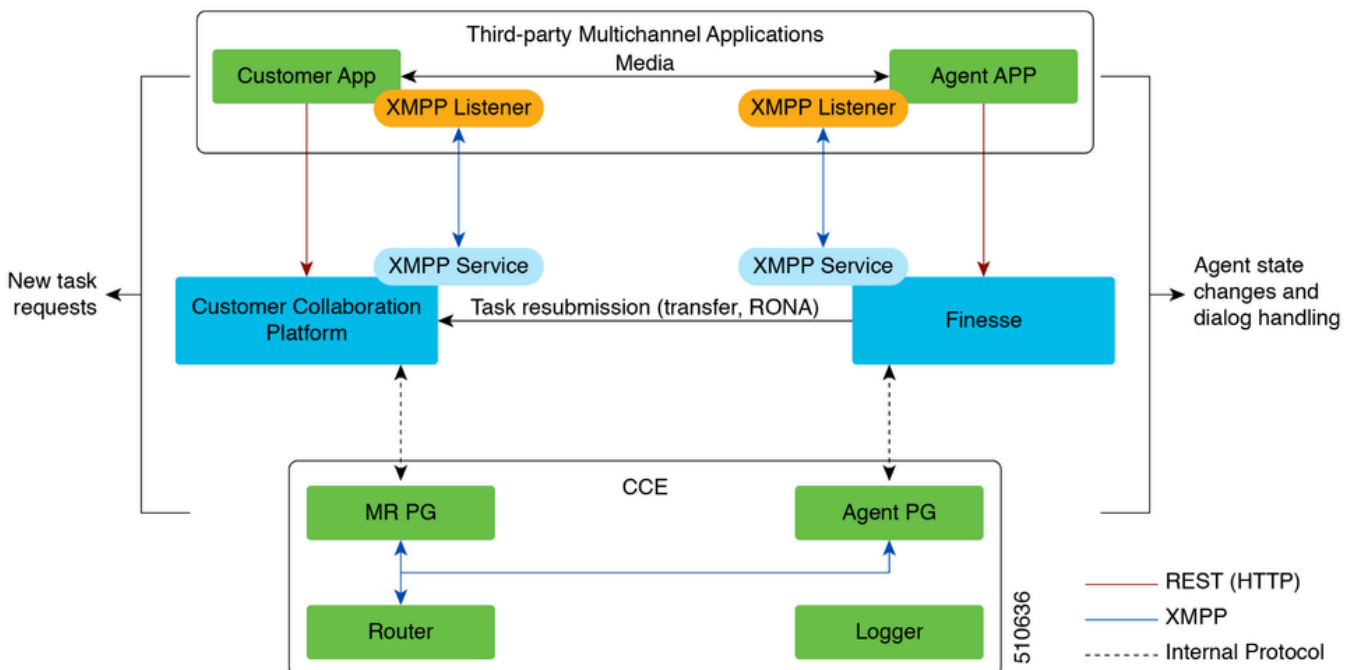 Third-party Multichannel Applications
Media
Customer App
Agent APP
XMPP Listener
XMPP Listener
XMPP Service
XMPP Service
New task
requests
Customer Collaboration
Platform
Task resubmission (transfer, RONA)
Finesse
Agent state
changes and
dialog handling
CCE
MR PG
Agent PG
Router
Logger
510636
REST (HTTP)
XMPP
Internal Protocol